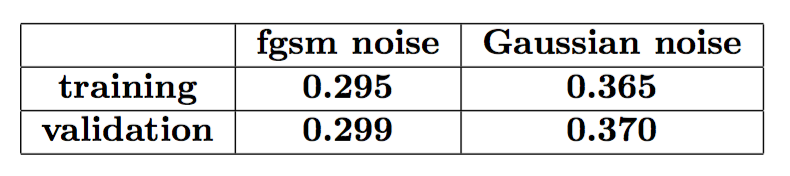 fgsm noise Gaussian noise
training 0.295 0.365
validation 0.299 0.370